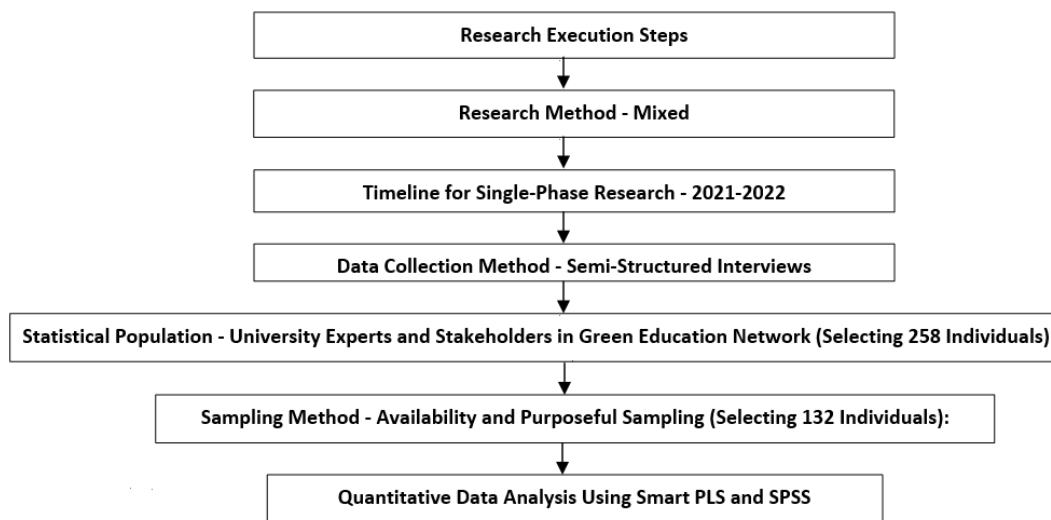 Research Execution Steps
Research Method - Mixed
Timeline for Single-Phase Research - 2021-2022
Data Collection Method - Semi-Structured Interviews
Statistical Population - University Experts and Stakeholders in Green Education Network (Selecting 258 Individuals)
Sampling Method - Availability and Purposeful Sampling (Selecting 132 Individuals):
Quantitative Data Analysis Using Smart PLS and SPSS